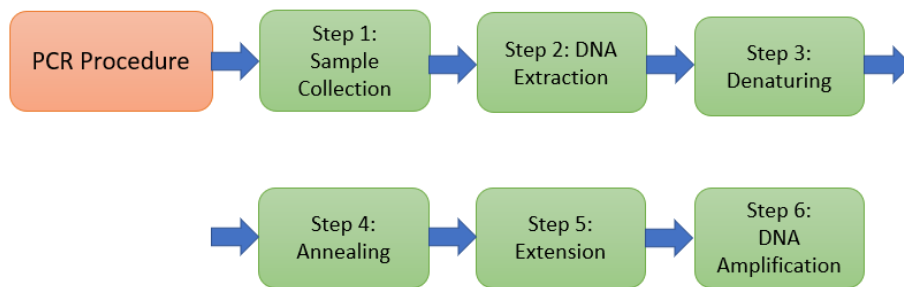 PCR Procedure
Step 1:
Sample
Collection
Step 2: DNA
Extraction
Step 3:
Denaturing
Step 4:
Annealing
Step 5:
Extension
Step 6:
DNA
Amplification